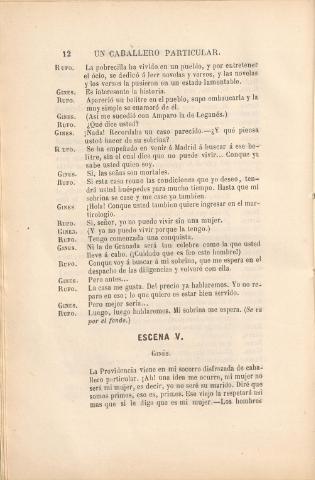 12 UN CABALLERO PARTICULAR.
RUFO. La pobrecilla ha vivido en un pueblo, y por entretener
el ócio, se dedicó á leer novelas y versos, y las novelas
y los versos la pusieron en un estado lamentable.
GINES. Es interesante la historia.
RUFO. Apareció un bolitre en el pueblo, supo embaucarla y la
muy simple se enamoró de él.
GINES. (Así me sucedió con Amparo la de Leganés.)
RUFO. ¿Qué dice usted?
GINES. ¡Nada! Recordaba un caso parecido.—¿Y qué piensa
usted hacer de su sobrina?
RUFO. Se ha empeñado en venir á Madrid á buscar á ese be-
litre, sin el cual dice que no puede vivir... Conque ya
sabe usted quien soy.
GINES. Sí, las señas son mortales.
RUFO. Si esta casa reune las condiciones que yo deseo, ten-
drá usted huéspedes para mucho tiempo. Hasta que mi
sobrina se case y me case yo tambien.
GINES. ¡Hola! Conque usted tambien quiere ingresar en el mar-
tirologio.
RUFO. Sí, señor, yo no puedo vivir sin una mujer.
GINES. (Y yo no puedo vivir porque la tengo.)
RUFO. Tengo comenzada una conquista.
GINES. Ni la de Granada será tan célebre como la que usted
lleve á cabo. (¡Cuidado que es feo este hombre!)
RUFO. Conque voy á buscar á mi sobrina, que me espera en el
despacho de las diligencias y volveré con ella.
GINES. Pero antes...
RUFO. La casa me gusta. Del precio ya hablaremos. Yo no re-
paro en eso; lo que quiero es estar bien servido.
GINES. Pero mejor sería...
RUFO. Luego, luego hablaremos. Mi sobrina me espera. (Se va
por el fondo.)
ESCENA V.
GINÉS.
La Providencia viene en mi socorro disfrazada de caba-
llero particular. ¡Ah! una idea me ocurre, mi mujer no
será mi mujer, es decir, yo no seré su marido. Diré que
somos primos, eso es, primos. Ese viejo la respetará así
mas que si le digo que es mi mujer.—Los hombres